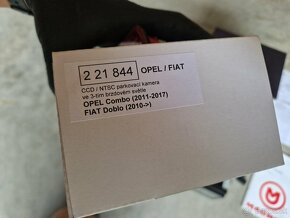 2 21 844 OPEL / FIAT
CCD / NTSC parkovací kamera
ve 3-tím brzdovém světle
OPEL Combo (2011-2017)
FIAT Doblo (2010->)